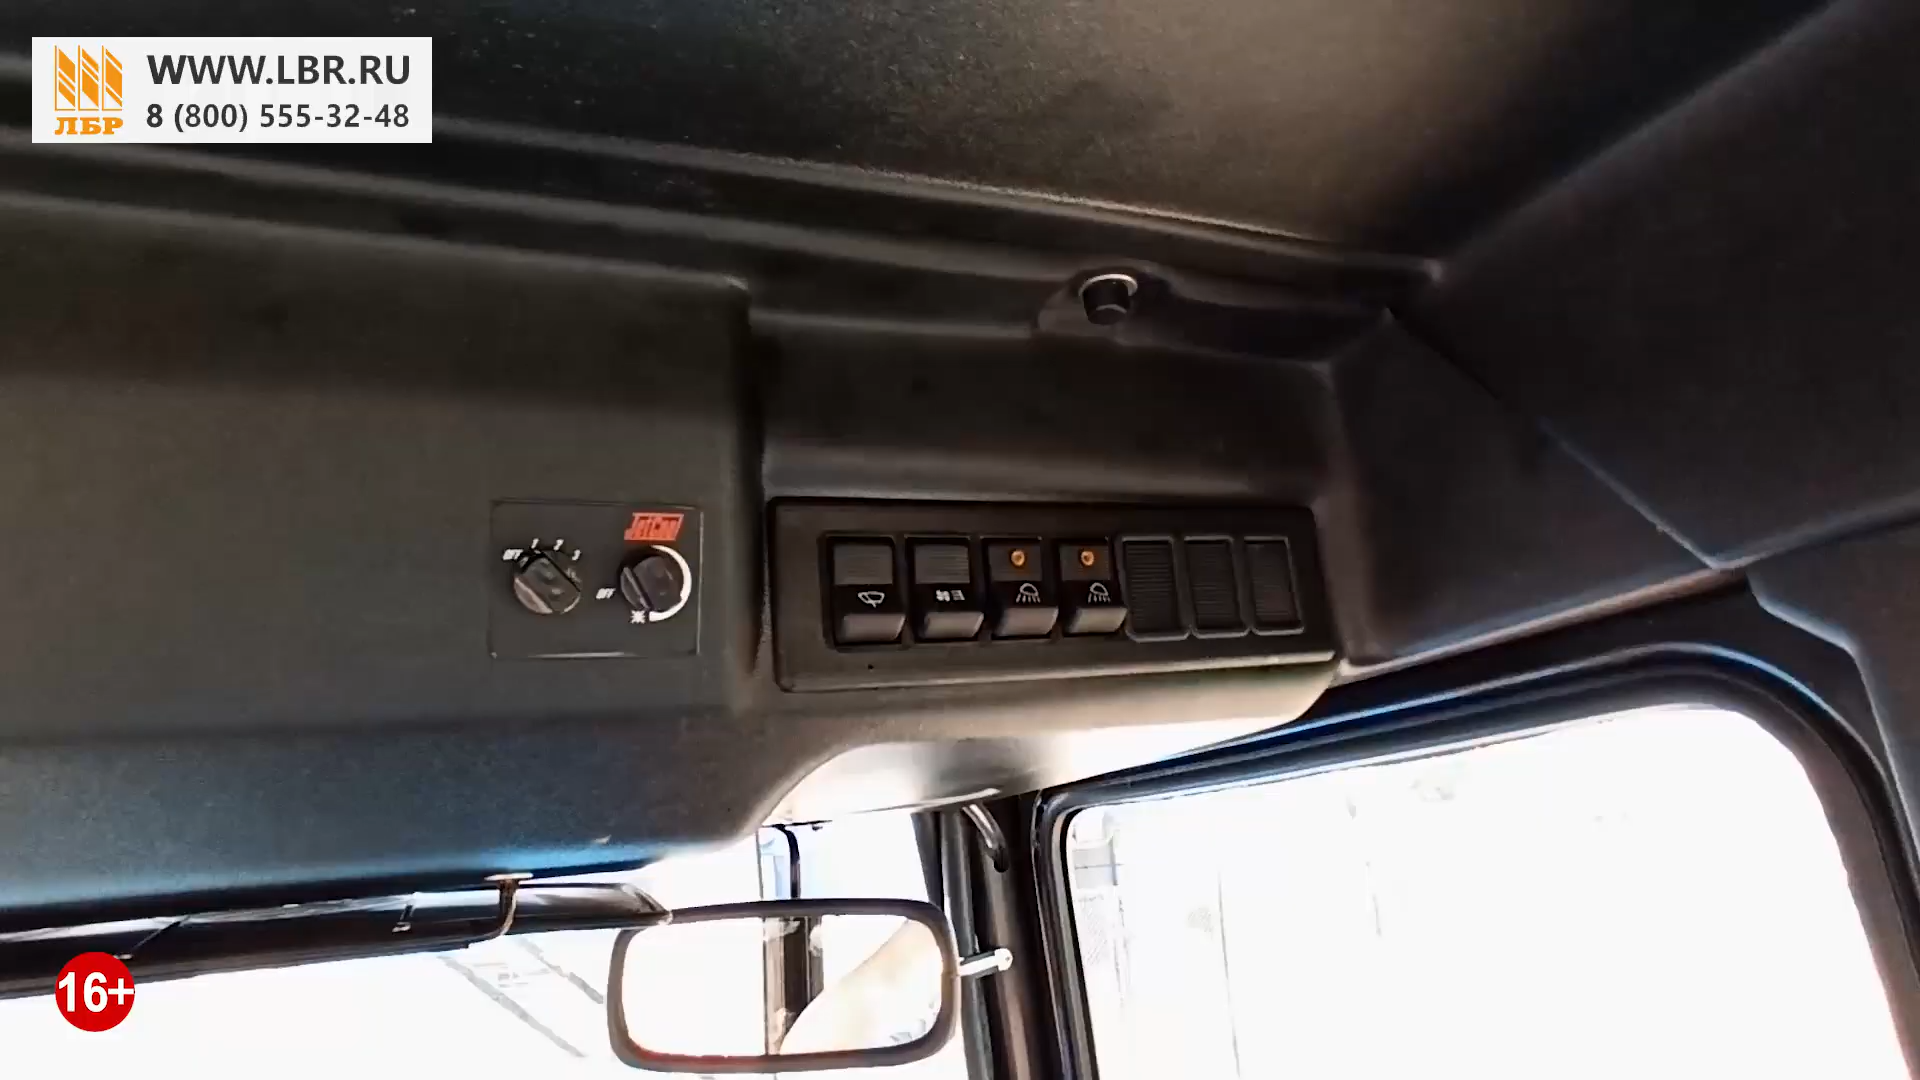 WWW.LBR.RU
8 (800) 555-32-48
ЛБР
OFF 1 2 3
OFF
16+